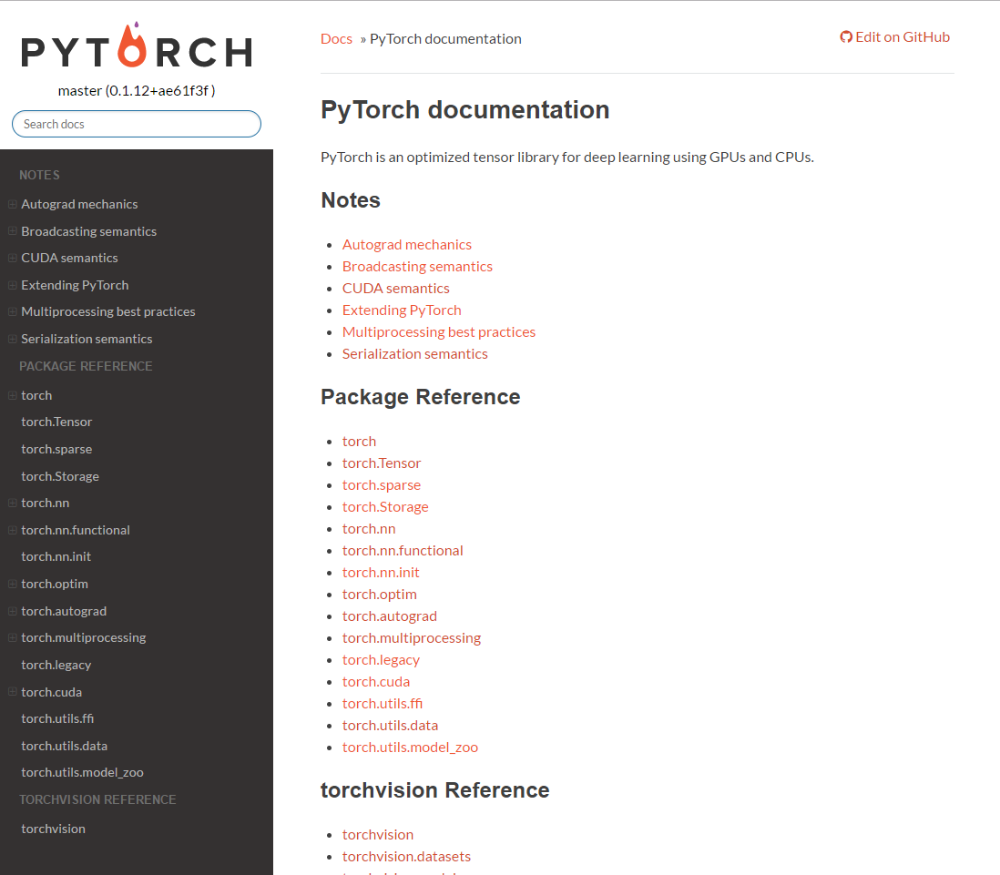 PYTORCH
master (0.1.12+ae61f3f )
Search docs
NOTES
Autograd mechanics
Broadcasting semantics
CUDA semantics
Extending PyTorch
Multiprocessing best practices
Serialization semantics
PACKAGE REFERENCE
torch
torch.Tensor
torch.sparse
torch.Storage
torch.nn
torch.nn.functional
torch.nn.init
torch.optim
torch.autograd
torch.multiprocessing
torch.legacy
torch.cuda
torch.utils.ffi
torch.utils.data
torch.utils.model_zoo
TORCHVISION REFERENCE
torchvision
Docs » PyTorch documentation
Edit on GitHub
PyTorch documentation
PyTorch is an optimized tensor library for deep learning using GPUs and CPUs.
Notes
Autograd mechanics
Broadcasting semantics
CUDA semantics
Extending PyTorch
Multiprocessing best practices
Serialization semantics
Package Reference
torch
torch.Tensor
torch.sparse
torch.Storage
torch.nn
torch.nn.functional
torch.nn.init
torch.optim
torch.autograd
torch.multiprocessing
torch.legacy
torch.cuda
torch.utils.ffi
torch.utils.data
torch.utils.model_zoo
torchvision Reference
torchvision
torchvision.datasets